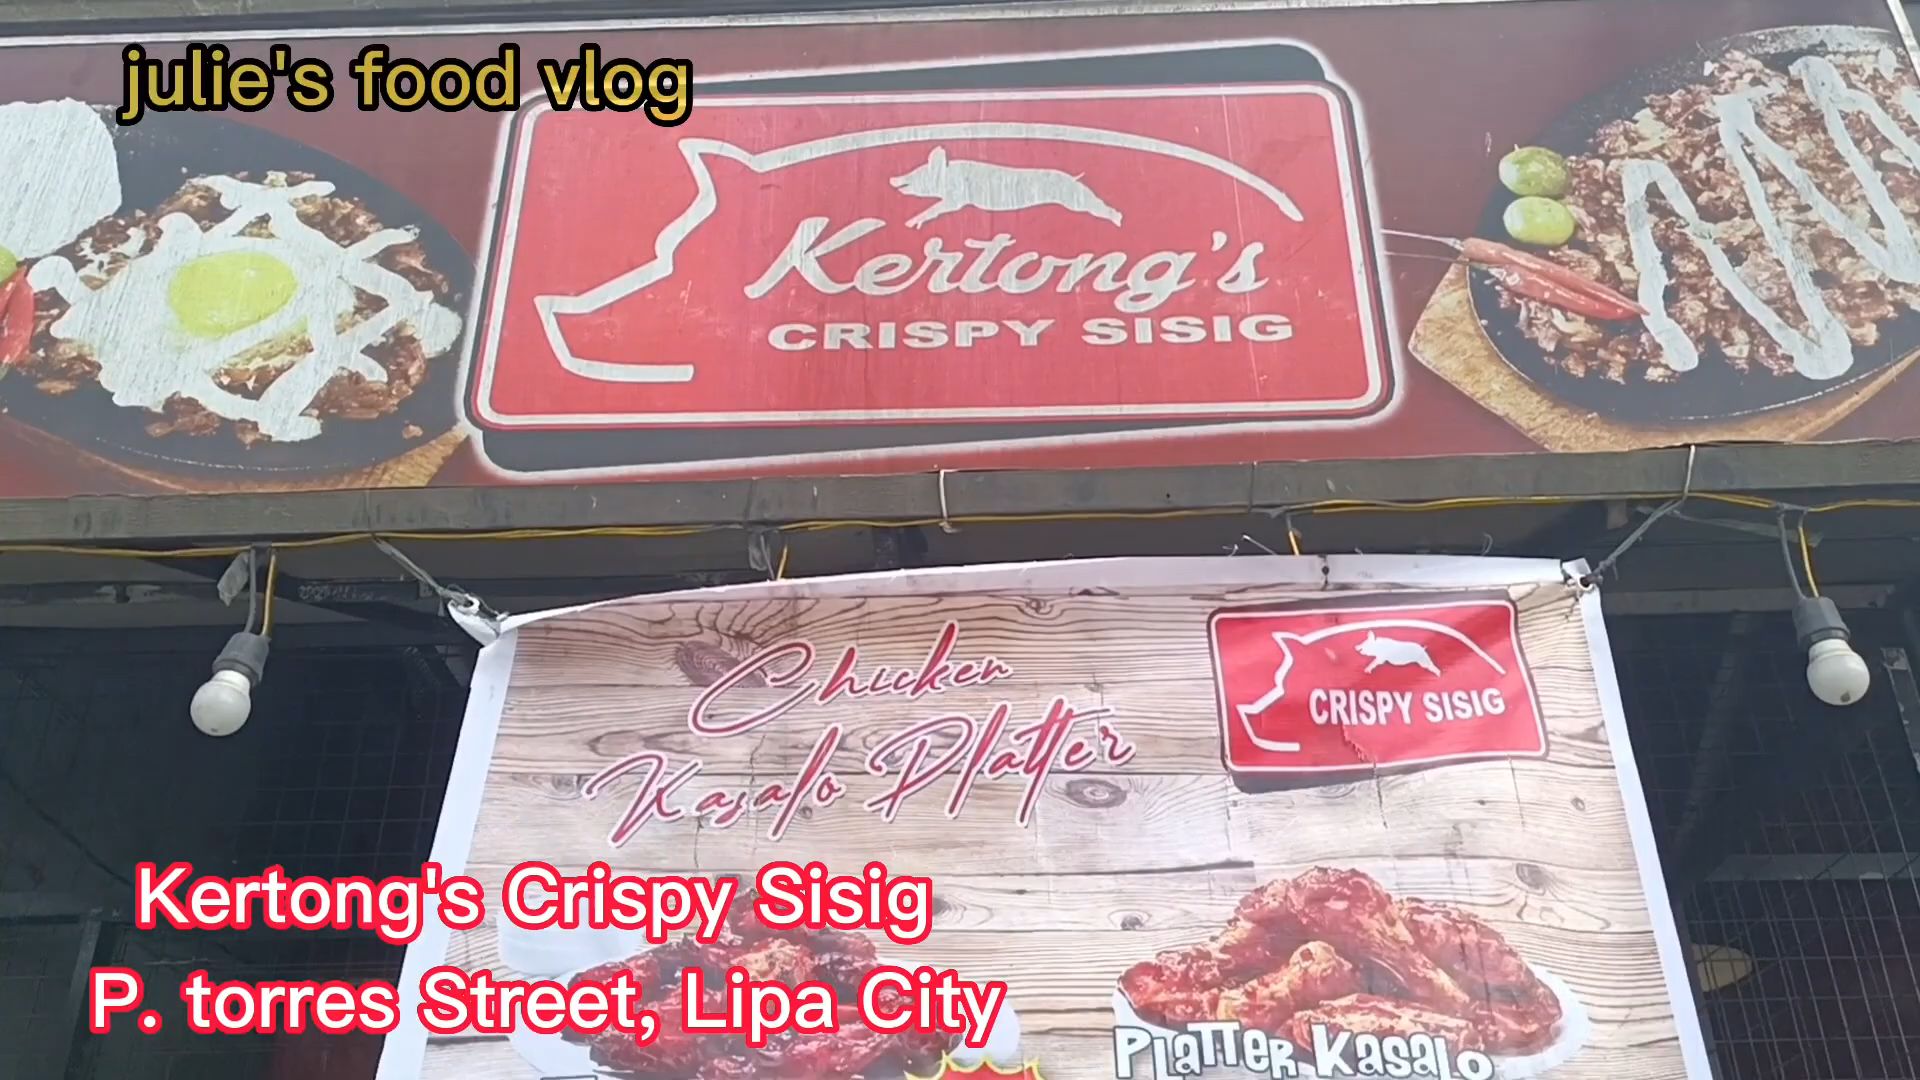 julie's food vlog
Kertong's
CRISPY SISIG
Chicken
Kasalo Platter
CRISPY SISIG
Kertong's Crispy Sisig
P. torres Street, Lipa City
PLATTER KASALO